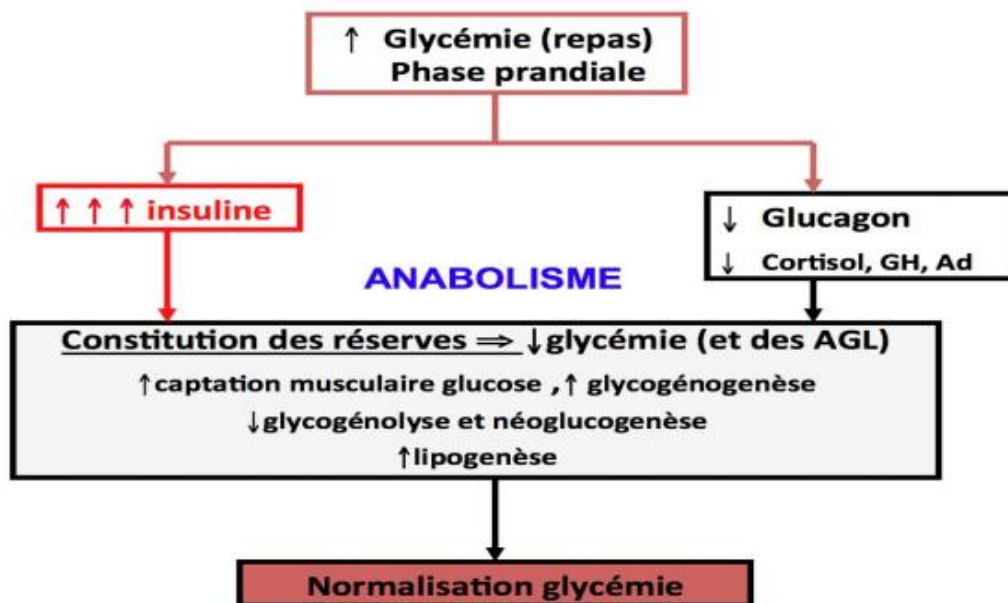 ↑ Glycémie (repas)
Phase prandiale
↑ ↑ ↑ insuline
↓ Glucagon
↓ Cortisol, GH, Ad
ANABOLISME
Constitution des réserves ⇒ ↓glycémie (et des AGL)
↑captation musculaire glucose , ↑ glycogénogenèse
↓glycogénolyse et néoglucogenèse
↑lipogenèse
Normalisation glycémie